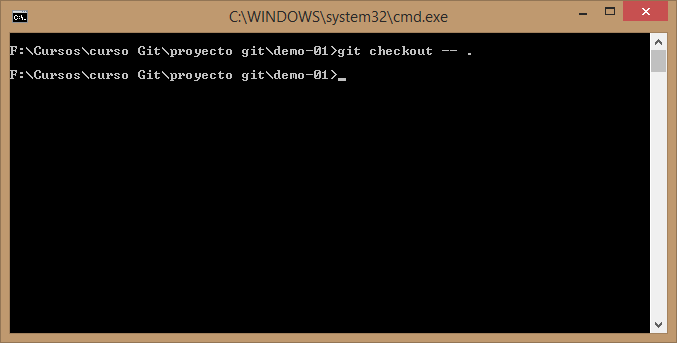 C:\WINDOWS\system32\cmd.exe
F:\Cursos\curso Git\proyecto git\demo-01>git checkout -- .
F:\Cursos\curso Git\proyecto git\demo-01>_